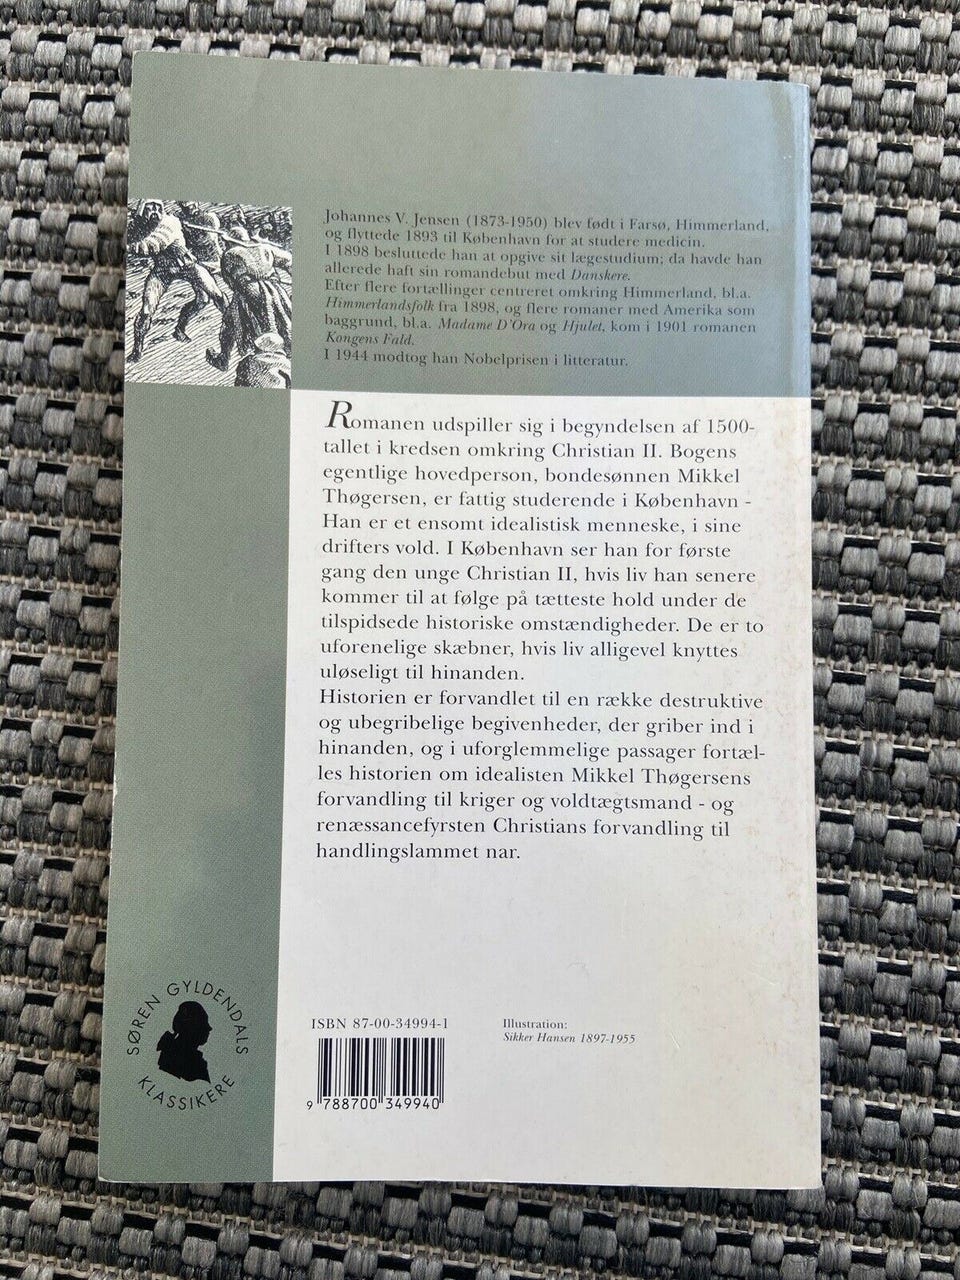 Johannes V. Jensen (1873-1950) blev født i Farsø, Himmerland,
og flyttede 1893 til København for at studere medicin.
I 1898 besluttede han at opgive sit lægestudium; da havde han
allerede haft sin romandebut med Danskere.
Efter flere fortællinger centreret omkring Himmerland, bl.a.
Himmerlandsfolk fra 1898, og flere romaner med Amerika som
baggrund, bl.a. Madame D'Ora og Hjulet, kom i 1901 romanen
Kongens Fald.
I 1944 modtog han Nobelprisen i litteratur.
Romanen udspiller sig i begyndelsen af 1500-
tallet i kredsen omkring Christian II. Bogens
egentlige hovedperson, bondesønnen Mikkel
Thøgersen, er fattig studerende i København -
Han er et ensomt idealistisk menneske, i sine
drifters vold. I København ser han for første
gang den unge Christian II, hvis liv han senere
kommer til at følge på tætteste hold under de
tilspidsede historiske omstændigheder. De er to
uforenelige skæbner, hvis liv alligevel knyttes
uløseligt til hinanden.
Historien er forvandlet til en række destruktive
og ubegribelige begivenheder, der griber ind i
hinanden, og i uforglemmelige passager fortæl-
les historien om idealisten Mikkel Thøgersens
forvandling til kriger og voldtægtsmand - og
renæssancefyrsten Christians forvandling til
handlingslammet nar.
SØREN GYLDENDALS
KLASSIKERE
ISBN 87-00-34994-1
9 788700 349940
Illustration:
Sikker Hansen 1897-1955